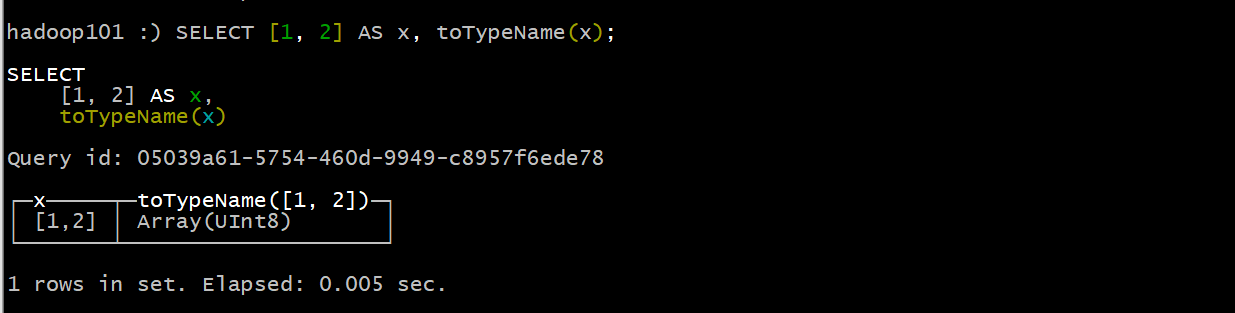 hadoop101 :) SELECT [1, 2] AS x, toTypeName(x);
SELECT
    [1, 2] AS x,
    toTypeName(x)
Query id: 05039a61-5754-460d-9949-c8957f6ede78
┌─x─────┬─toTypeName([1, 2])─┐
│ [1,2] │ Array(UInt8)       │
└───────┴────────────────────┘
1 rows in set. Elapsed: 0.005 sec.